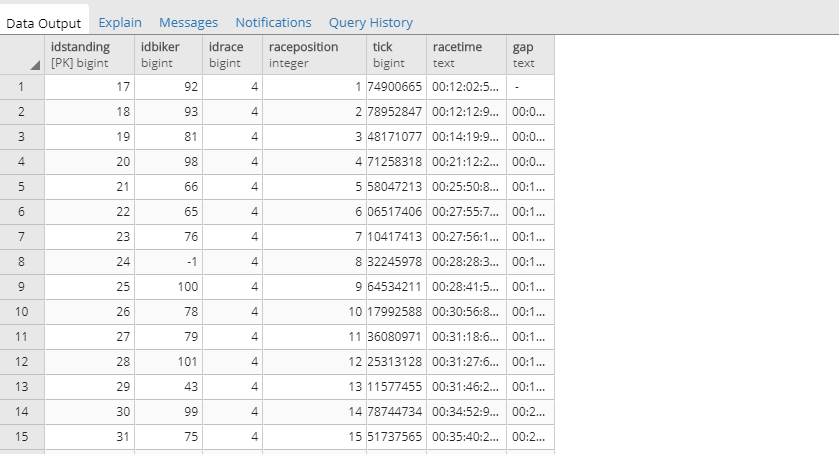 Data Output Explain Messages Notifications Query History
idstanding idbiker idrace raceposition tick racetime gap
[PK] bigint bigint bigint integer bigint text text
1 17 92 4 1 74900665 00:12:02:5... -
2 18 93 4 2 78952847 00:12:12:9... 00:0...
3 19 81 4 3 48171077 00:14:19:9... 00:0...
4 20 98 4 4 71258318 00:21:12:2... 00:0...
5 21 66 4 5 58047213 00:25:50:8... 00:1...
6 22 65 4 6 06517406 00:27:55:7... 00:1...
7 23 76 4 7 10417413 00:27:56:1... 00:1...
8 24 -1 4 8 32245978 00:28:28:3... 00:1...
9 25 100 4 9 64534211 00:28:41:5... 00:1...
10 26 78 4 10 17992588 00:30:56:8... 00:1...
11 27 79 4 11 36080971 00:31:18:6... 00:1...
12 28 101 4 12 25313128 00:31:27:6... 00:1...
13 29 43 4 13 11577455 00:31:46:2... 00:1...
14 30 99 4 14 78744734 00:34:52:9... 00:2...
15 31 75 4 15 51737565 00:35:40:2... 00:2...